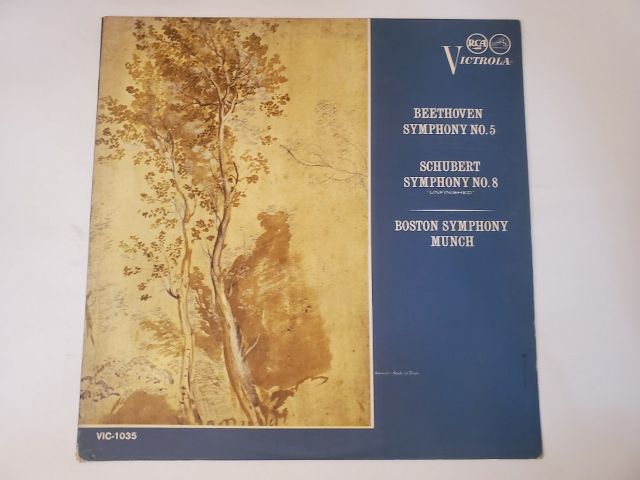 RCA
VICTROLA
BEETHOVEN
SYMPHONY NO. 5
SCHUBERT
SYMPHONY NO. 8
"UNFINISHED"
BOSTON SYMPHONY
MUNCH
VIC-1035